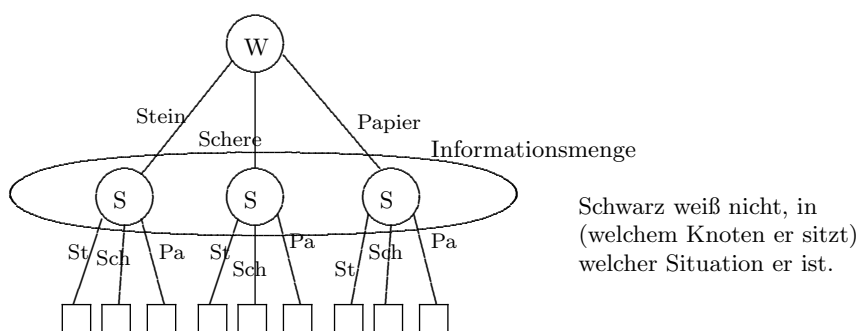 W
Stein
Schere
Papier
Informationsmenge
S S S
St Sch Pa St Sch Pa St Sch Pa
Schwarz weiß nicht, in
(welchem Knoten er sitzt)
welcher Situation er ist.